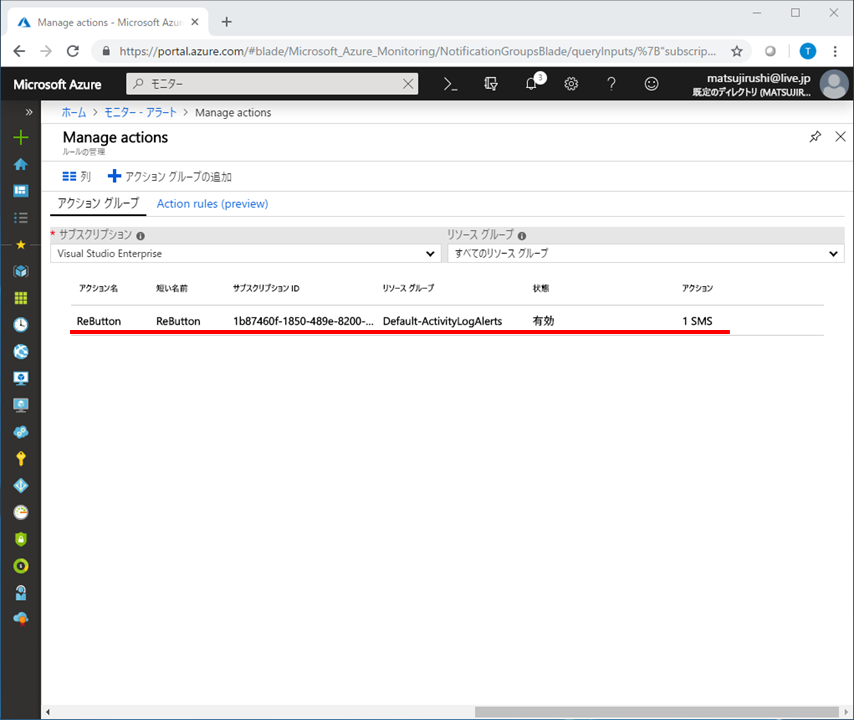 Manage actions - Microsoft Azur
https://portal.azure.com/#blade/Microsoft_Azure_Monitoring/NotificationGroupsBlade/queryInputs/%7B"subscrip...
T
Microsoft Azure
モニター
3
matsujirushi@live.jp
既定のディレクトリ (MATSUJIR...
ホーム > モニター - アラート > Manage actions
Manage actions
ルールの管理
列
アクション グループの追加
アクション グループ
Action rules (preview)
* サブスクリプション
リソース グループ
Visual Studio Enterprise
すべてのリソース グループ
アクション名 短い名前 サブスクリプション ID リソース グループ 状態 アクション
ReButton ReButton 1b87460f-1850-489e-8200-... Default-ActivityLogAlerts 有効 1 SMS